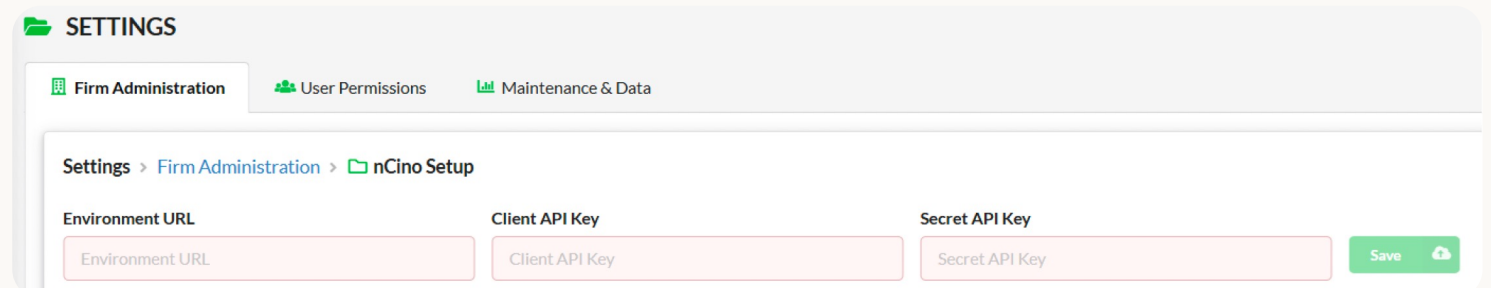 SETTINGS
Firm Administration User Permissions Maintenance & Data
Settings > Firm Administration > nCino Setup
Environment URL Client API Key Secret API Key
Environment URL Client API Key Secret API Key Save